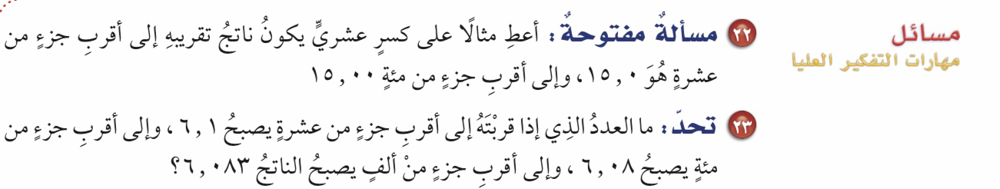 مسائل
مهارات التفكير العليا
٢٢ مسألةٌ مفتوحةٌ : أعطِ مثالًا على كسرٍ عشريٍّ يكونُ ناتجُ تقريبهِ إلى أقربِ جزءٍ من
عشرةٍ هُوَ ١٥,٠، وإلى أقربِ جزءٍ من مئةٍ ١٥,٠٠
٢٣ تحدّ : ما العددُ الذِي إذا قربْتَهُ إلى أقربِ جزءٍ من عشرةٍ يصبحُ ٦,١ ، وإلى أقربِ جزءٍ من
مئةٍ يصبحُ ٦,٠٨ ، وإلى أقربِ جزءٍ منْ ألفٍ يصبحُ الناتجُ ٦,٠٨٣؟